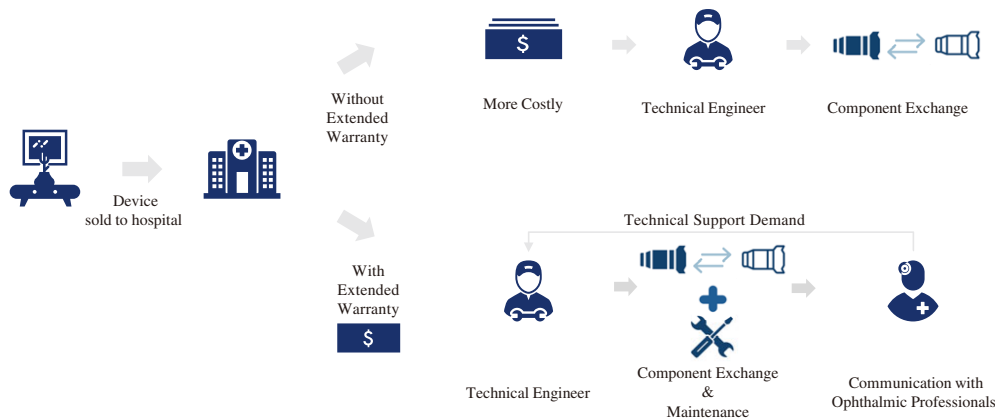 Device
sold to hospital
Without
Extended
Warranty
$
More Costly
Technical Engineer
Component Exchange
With
Extended
Warranty
$
Technical Support Demand
Technical Engineer
Component Exchange
&
Maintenance
Communication with
Ophthalmic Professionals